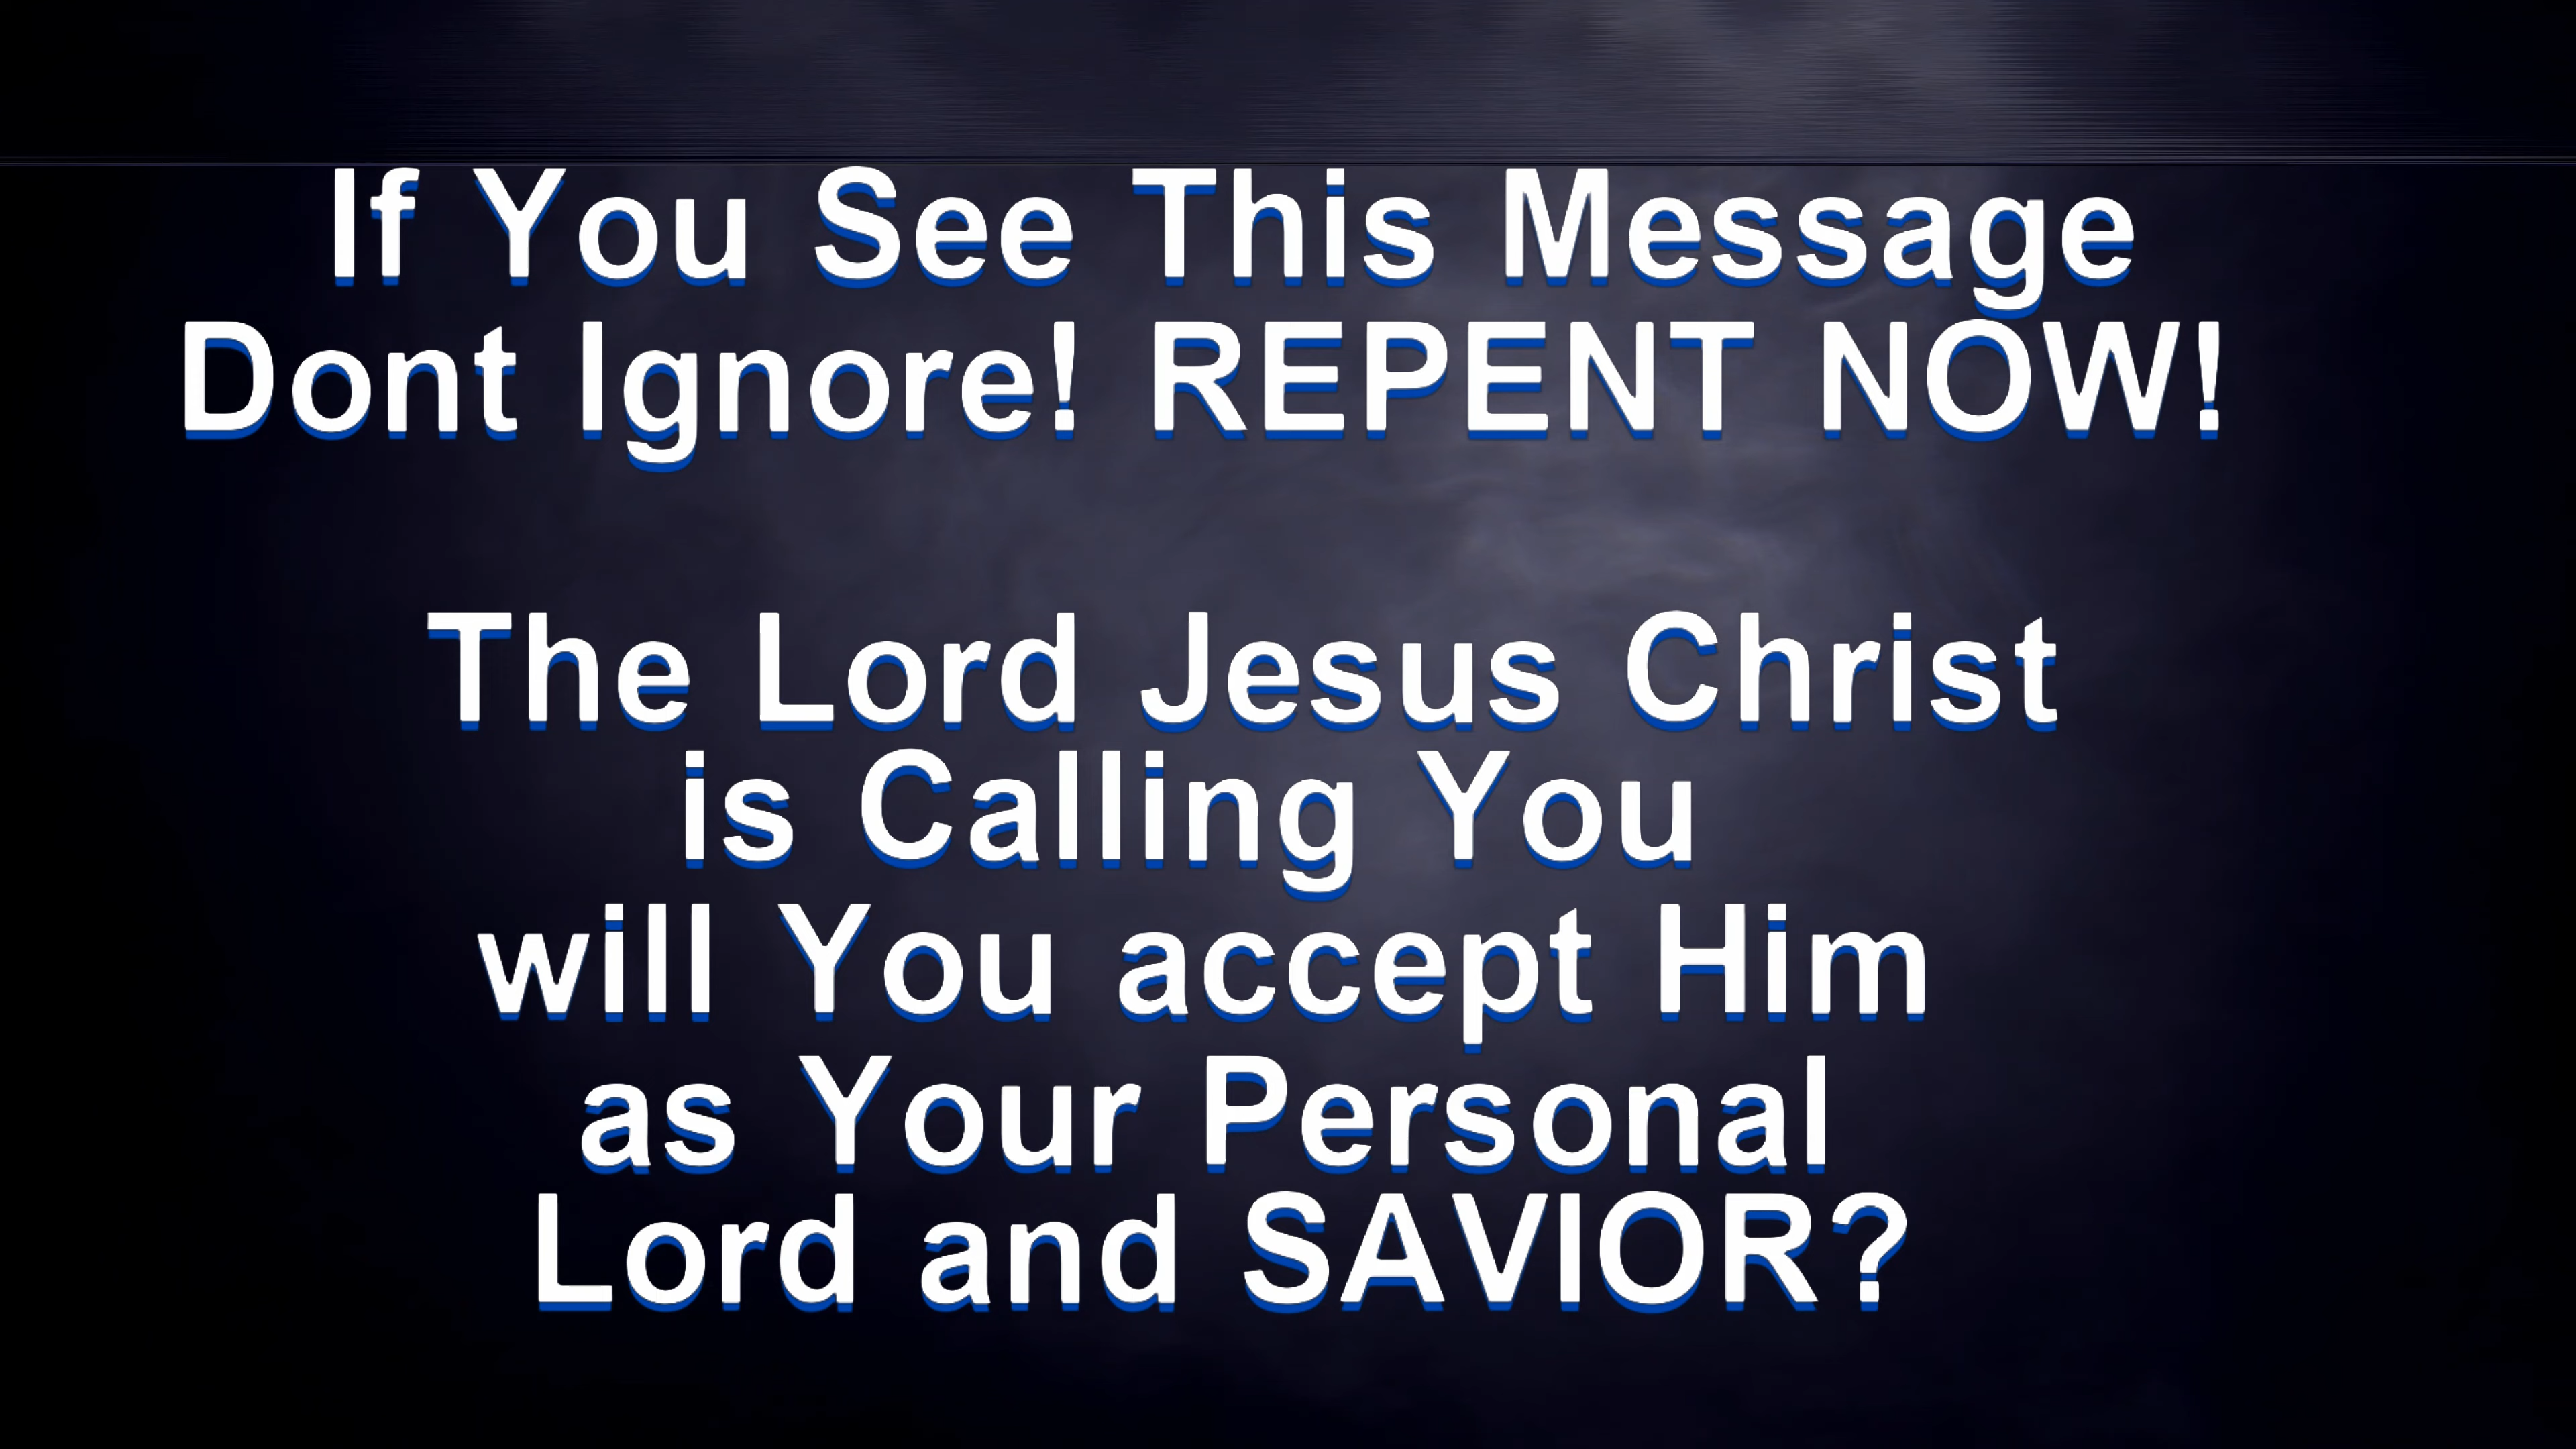 If You See This Message
Dont Ignore! REPENT NOW!
The Lord Jesus Christ
is Calling You
will You accept Him
as Your Personal
Lord and SAVIOR?